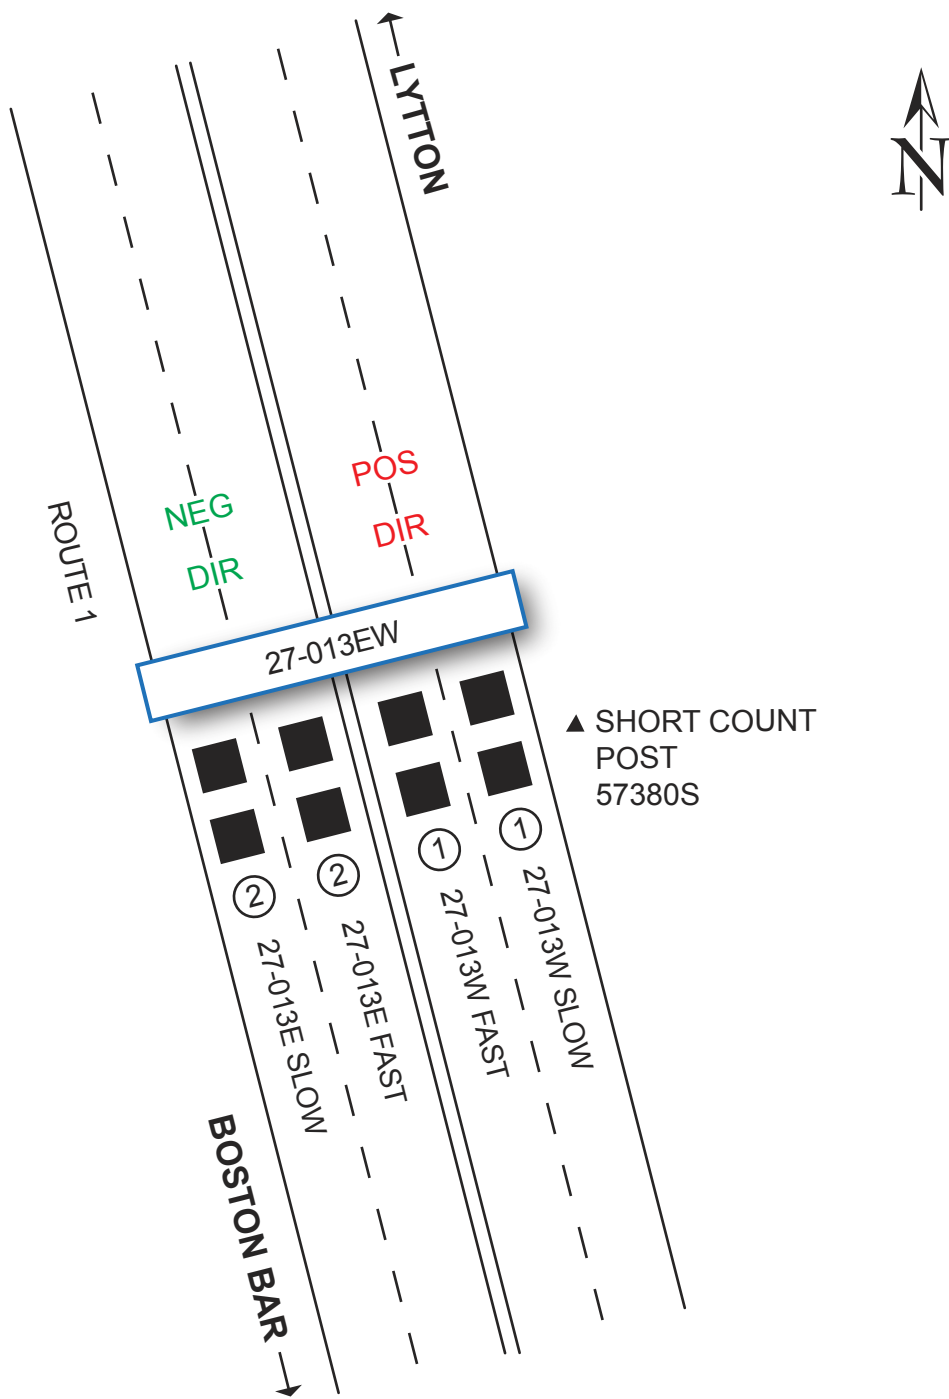 LYTTON
N
POS
DIR
NEG
DIR
ROUTE 1
27-013EW
SHORT COUNT
POST
57380S
2
2
1
1
27-013E SLOW
27-013E FAST
27-013W FAST
27-013W SLOW
BOSTON BAR